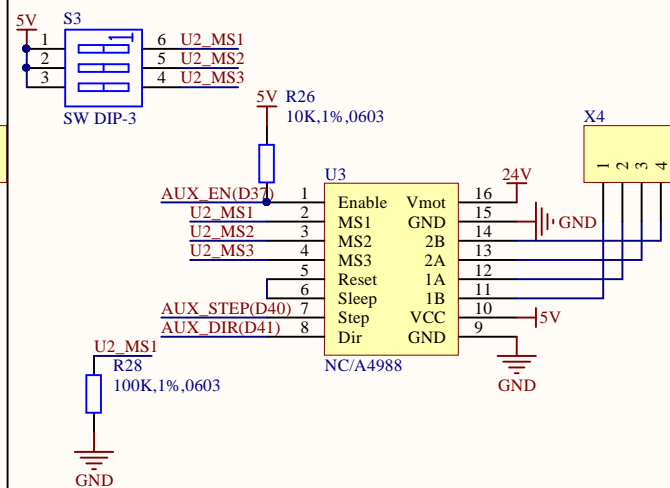 5V
S3
1
6
U2_MS1
2
5
U2_MS2
3
4
U2_MS3
SW DIP-3
5V
R26
10K,1%,0603
X4
1
2
3
4
U3
24V
AUX_EN(D37)
1
Enable
Vmot
16
U2_MS1
2
MS1
GND
15
GND
U2_MS2
3
MS2
2B
14
U2_MS3
4
MS3
2A
13
5
Reset
1A
12
6
Sleep
1B
11
AUX_STEP(D40)
7
Step
VCC
10
5V
AUX_DIR(D41)
8
Dir
GND
9
NC/A4988
GND
U2_MS1
R28
100K,1%,0603
GND